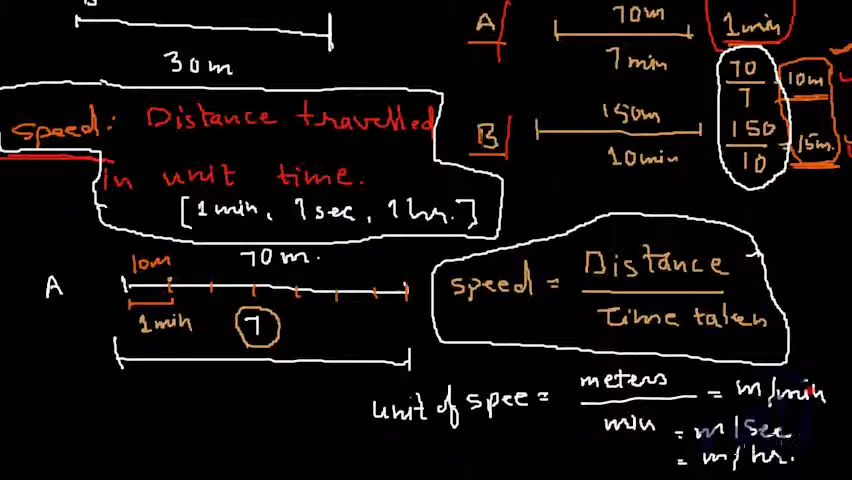 30m
speed: Distance travelled
in unit time.
[1min, 1sec, 1hr.]
A 70m 1min
7min
70/7 = 10m
B 150m 150/10 = 15m.
10min
10m 70m.
A
1min 7
speed = Distance / Time taken
unit of spee = meters / min = m/min
= m/sec
= m/hr.